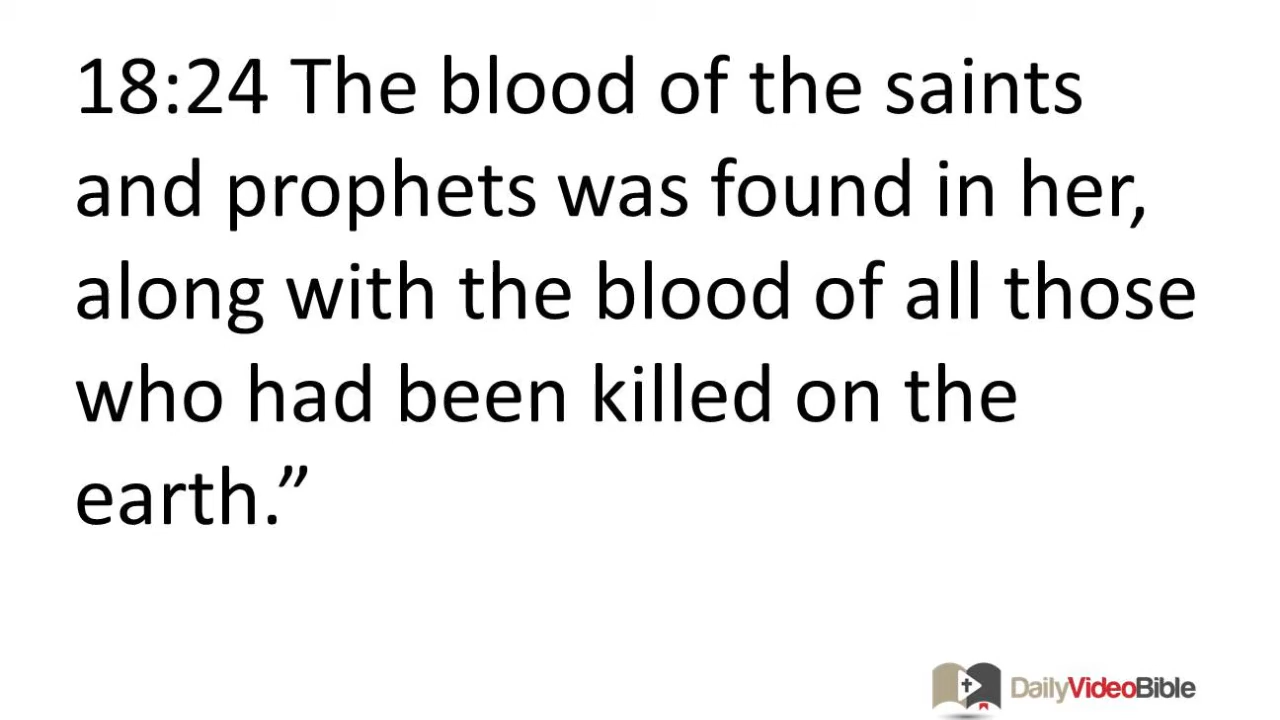 18:24 The blood of the saints
and prophets was found in her,
along with the blood of all those
who had been killed on the
earth.”
DailyVideoBible